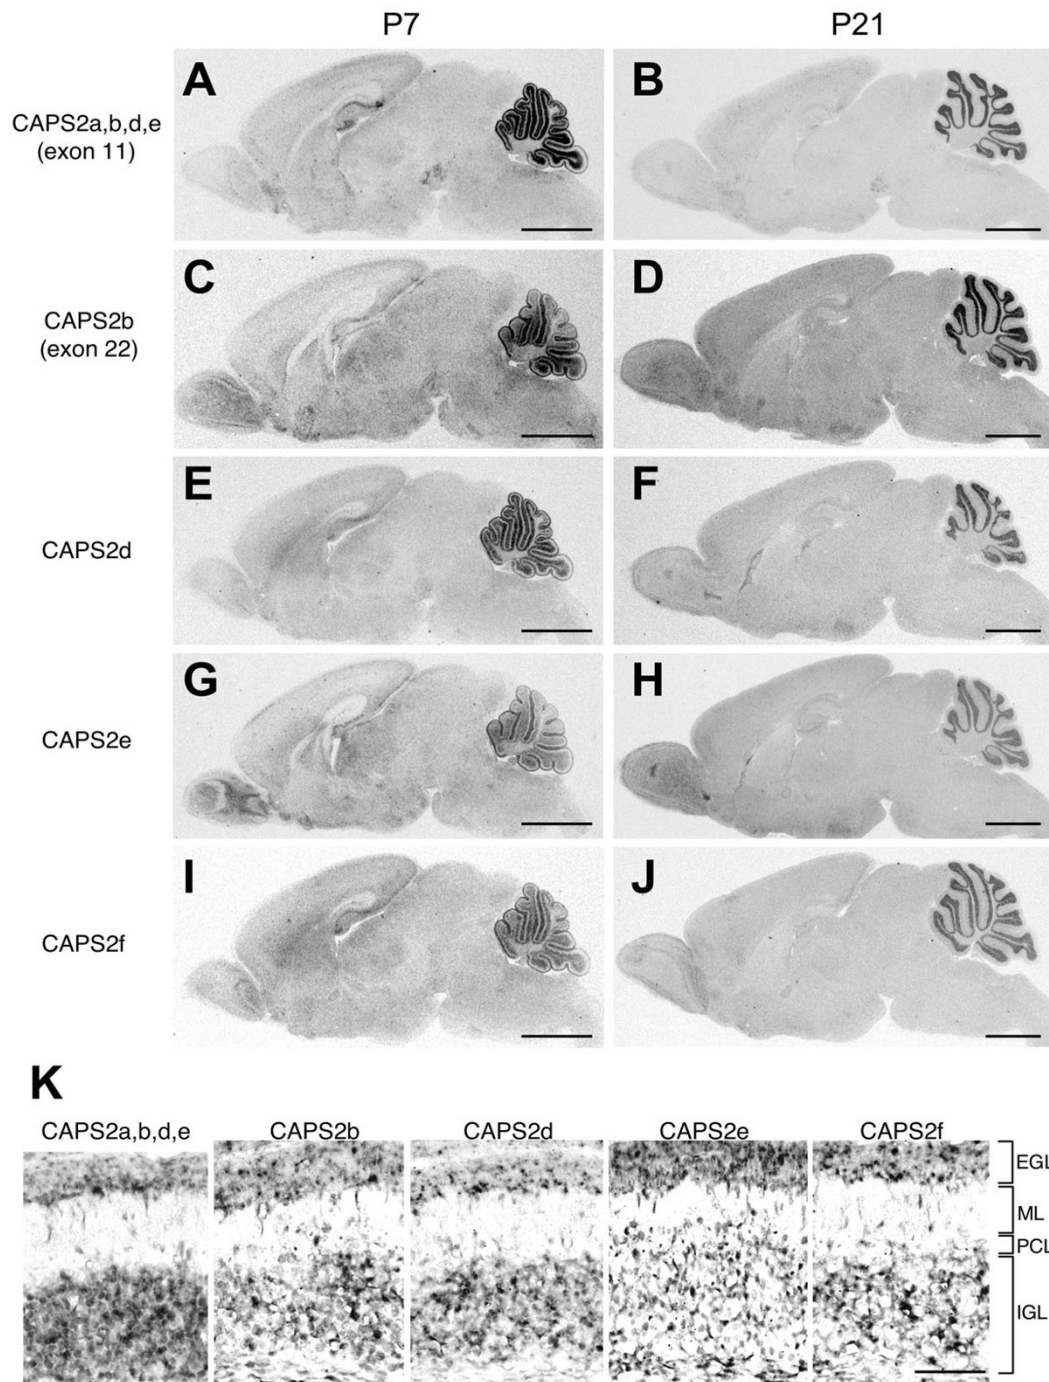 P7 P21
A B
CAPS2a,b,d,e
(exon 11)
C D
CAPS2b
(exon 22)
E F
CAPS2d
G H
CAPS2e
I J
CAPS2f
K
CAPS2a,b,d,e CAPS2b CAPS2d CAPS2e CAPS2f
EGL
ML
PCL
IGL